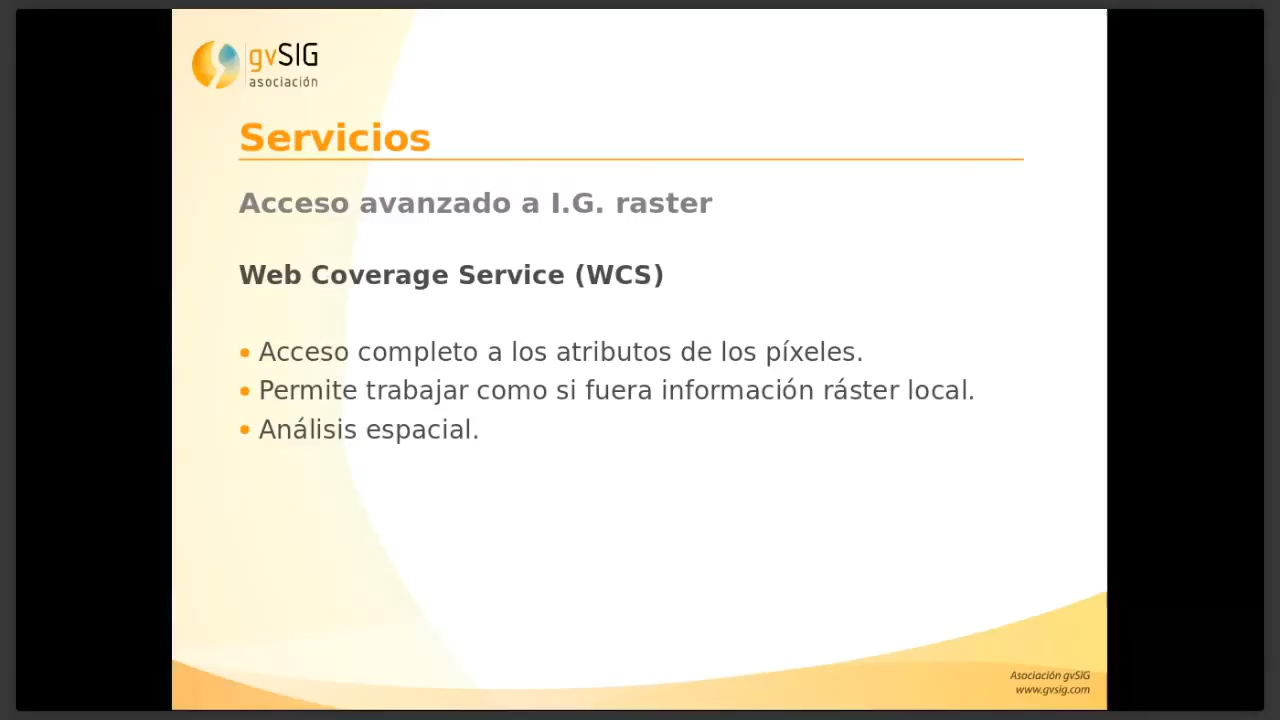 gvSIG
asociación
Servicios
Acceso avanzado a I.G. raster
Web Coverage Service (WCS)
• Acceso completo a los atributos de los píxeles.
• Permite trabajar como si fuera información ráster local.
• Análisis espacial.
Asociación gvSIG
www.gvsig.com